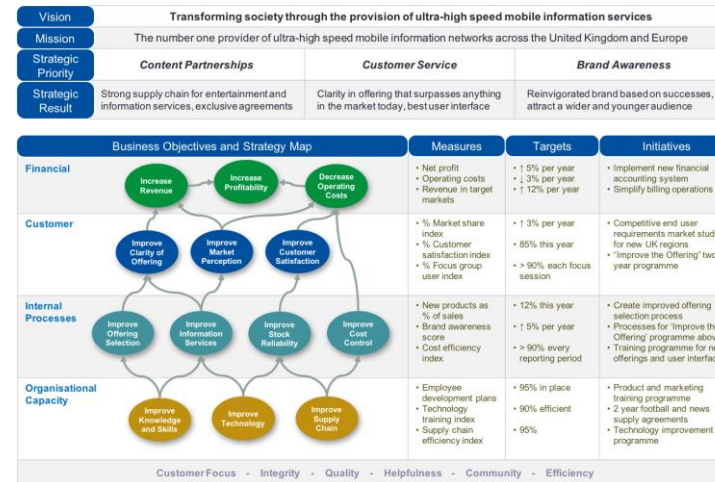 Vision
Transforming society through the provision of ultra-high speed mobile information services
Mission
The number one provider of ultra-high speed mobile information networks across the United Kingdom and Europe
Strategic
Priority
Content Partnerships
Customer Service
Brand Awareness
Strategic
Result
Strong supply chain for entertainment and
information services, exclusive agreements
Clarity in offering that surpasses anything
in the market today, best user interface
Reinvigorated brand based on successes,
attract a wider and younger audience
Business Objectives and Strategy Map
Measures
Targets
Initiatives
Financial
Increase
Revenue
Increase
Profitability
Decrease
Operating
Costs
• Net profit
• Operating costs
• Revenue in target
markets
• ↑ 5% per year
• ↓ 3% per year
• ↑ 12% per year
• Implement new financial
accounting system
• Simplify billing operations
Customer
Improve
Clarity of
Offering
Improve
Market
Perception
Improve
Customer
Satisfaction
• % Market share
index
• % Customer
satisfaction index
• % Focus group
user index
• ↑ 3% per year
• 85% this year
• > 90% each focus
session
• Competitive end user
requirements market stud
for new UK regions
• "Improve the Offering" two
year programme
Internal
Processes
Improve
Offering
Selection
Improve
Information
Services
Improve
Stock
Reliability
Improve
Cost
Control
• New products as
% of sales
• Brand awareness
score
• Cost efficiency
index
• 12% this year
• ↑ 5% per year
• > 90% every
reporting period
• Create improved offering
selection process
• Processes for 'Improve the
Offering' programme abov
• Training programme for ne
offerings and user interfac
Organisational
Capacity
Improve
Knowledge
and Skills
Improve
Technology
Improve
Supply
Chain
• Employee
development plans
• Technology
training index
• Supply chain
efficiency index
• 95% in place
• 90% efficient
• 95%
• Product and marketing
training programme
• 2 year football and news
supply agreements
• Technology improvement
programme
Customer Focus - Integrity - Quality - Helpfulness - Community - Efficiency